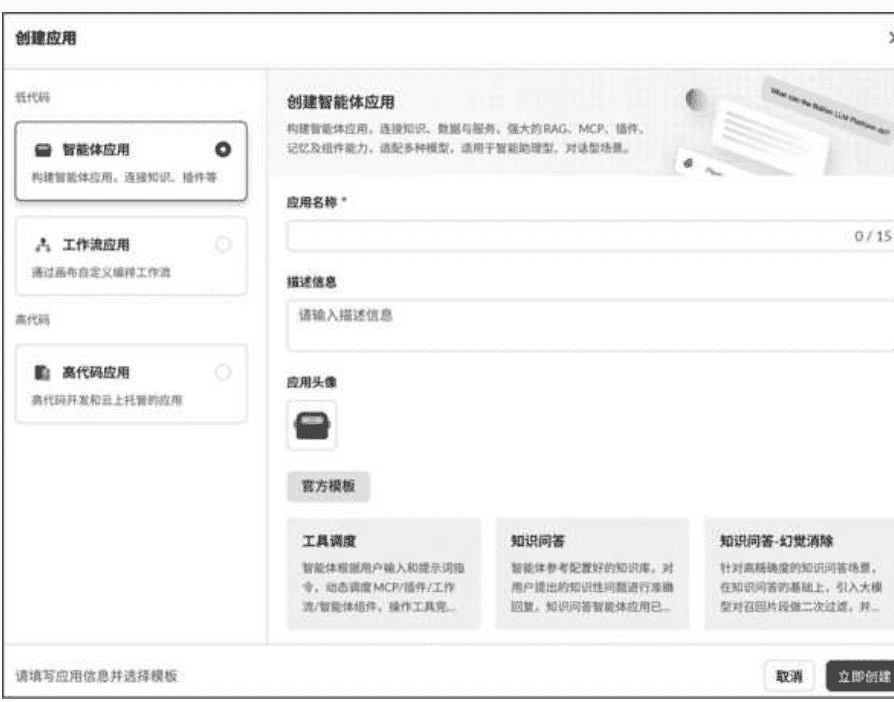 创建应用
低代码
智能体应用
构建智能体应用，连接知识、插件等
工作流应用
通过画布自定义编排工作流
高代码
高代码应用
高代码开发和云上托管的应用
创建智能体应用
构建智能体应用，连接知识、数据与服务，强大的RAG、MCP、插件、
记忆及组件能力，适配多种模型，适用于智能助理型、对话型场景。
应用名称 *
0 / 15
描述信息
请输入描述信息
应用头像
官方模板
工具调度
智能体根据用户输入和提示词指
令，动态调度MCP/插件/工作
流/智能体组件，操作工具完...
知识问答
智能体参考配置好的知识库，对
用户提出的知识性问题进行准确
回复，知识问答智能体应用已...
知识问答-幻觉消除
针对高精确度的知识问答场景，
在知识问答的基础上，引入大模
型对召回片段做二次过滤，并...
请填写应用信息并选择模板
取消
立即创建